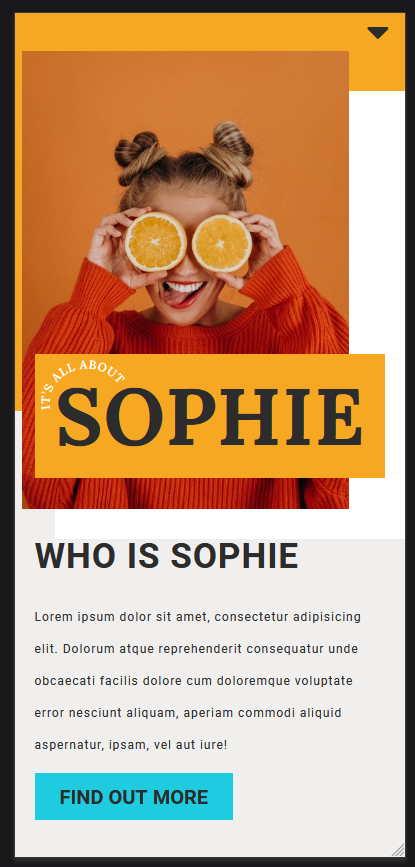 IT'S ALL ABOUT
SOPHIE
WHO IS SOPHIE
Lorem ipsum dolor sit amet, consectetur adipisicing
elit. Dolorum atque reprehenderit consequatur unde
obcaecati facilis dolore cum doloremque voluptate
error nesciunt aliquam, aperiam commodi aliquid
aspernatur, ipsam, vel aut iure!
FIND OUT MORE